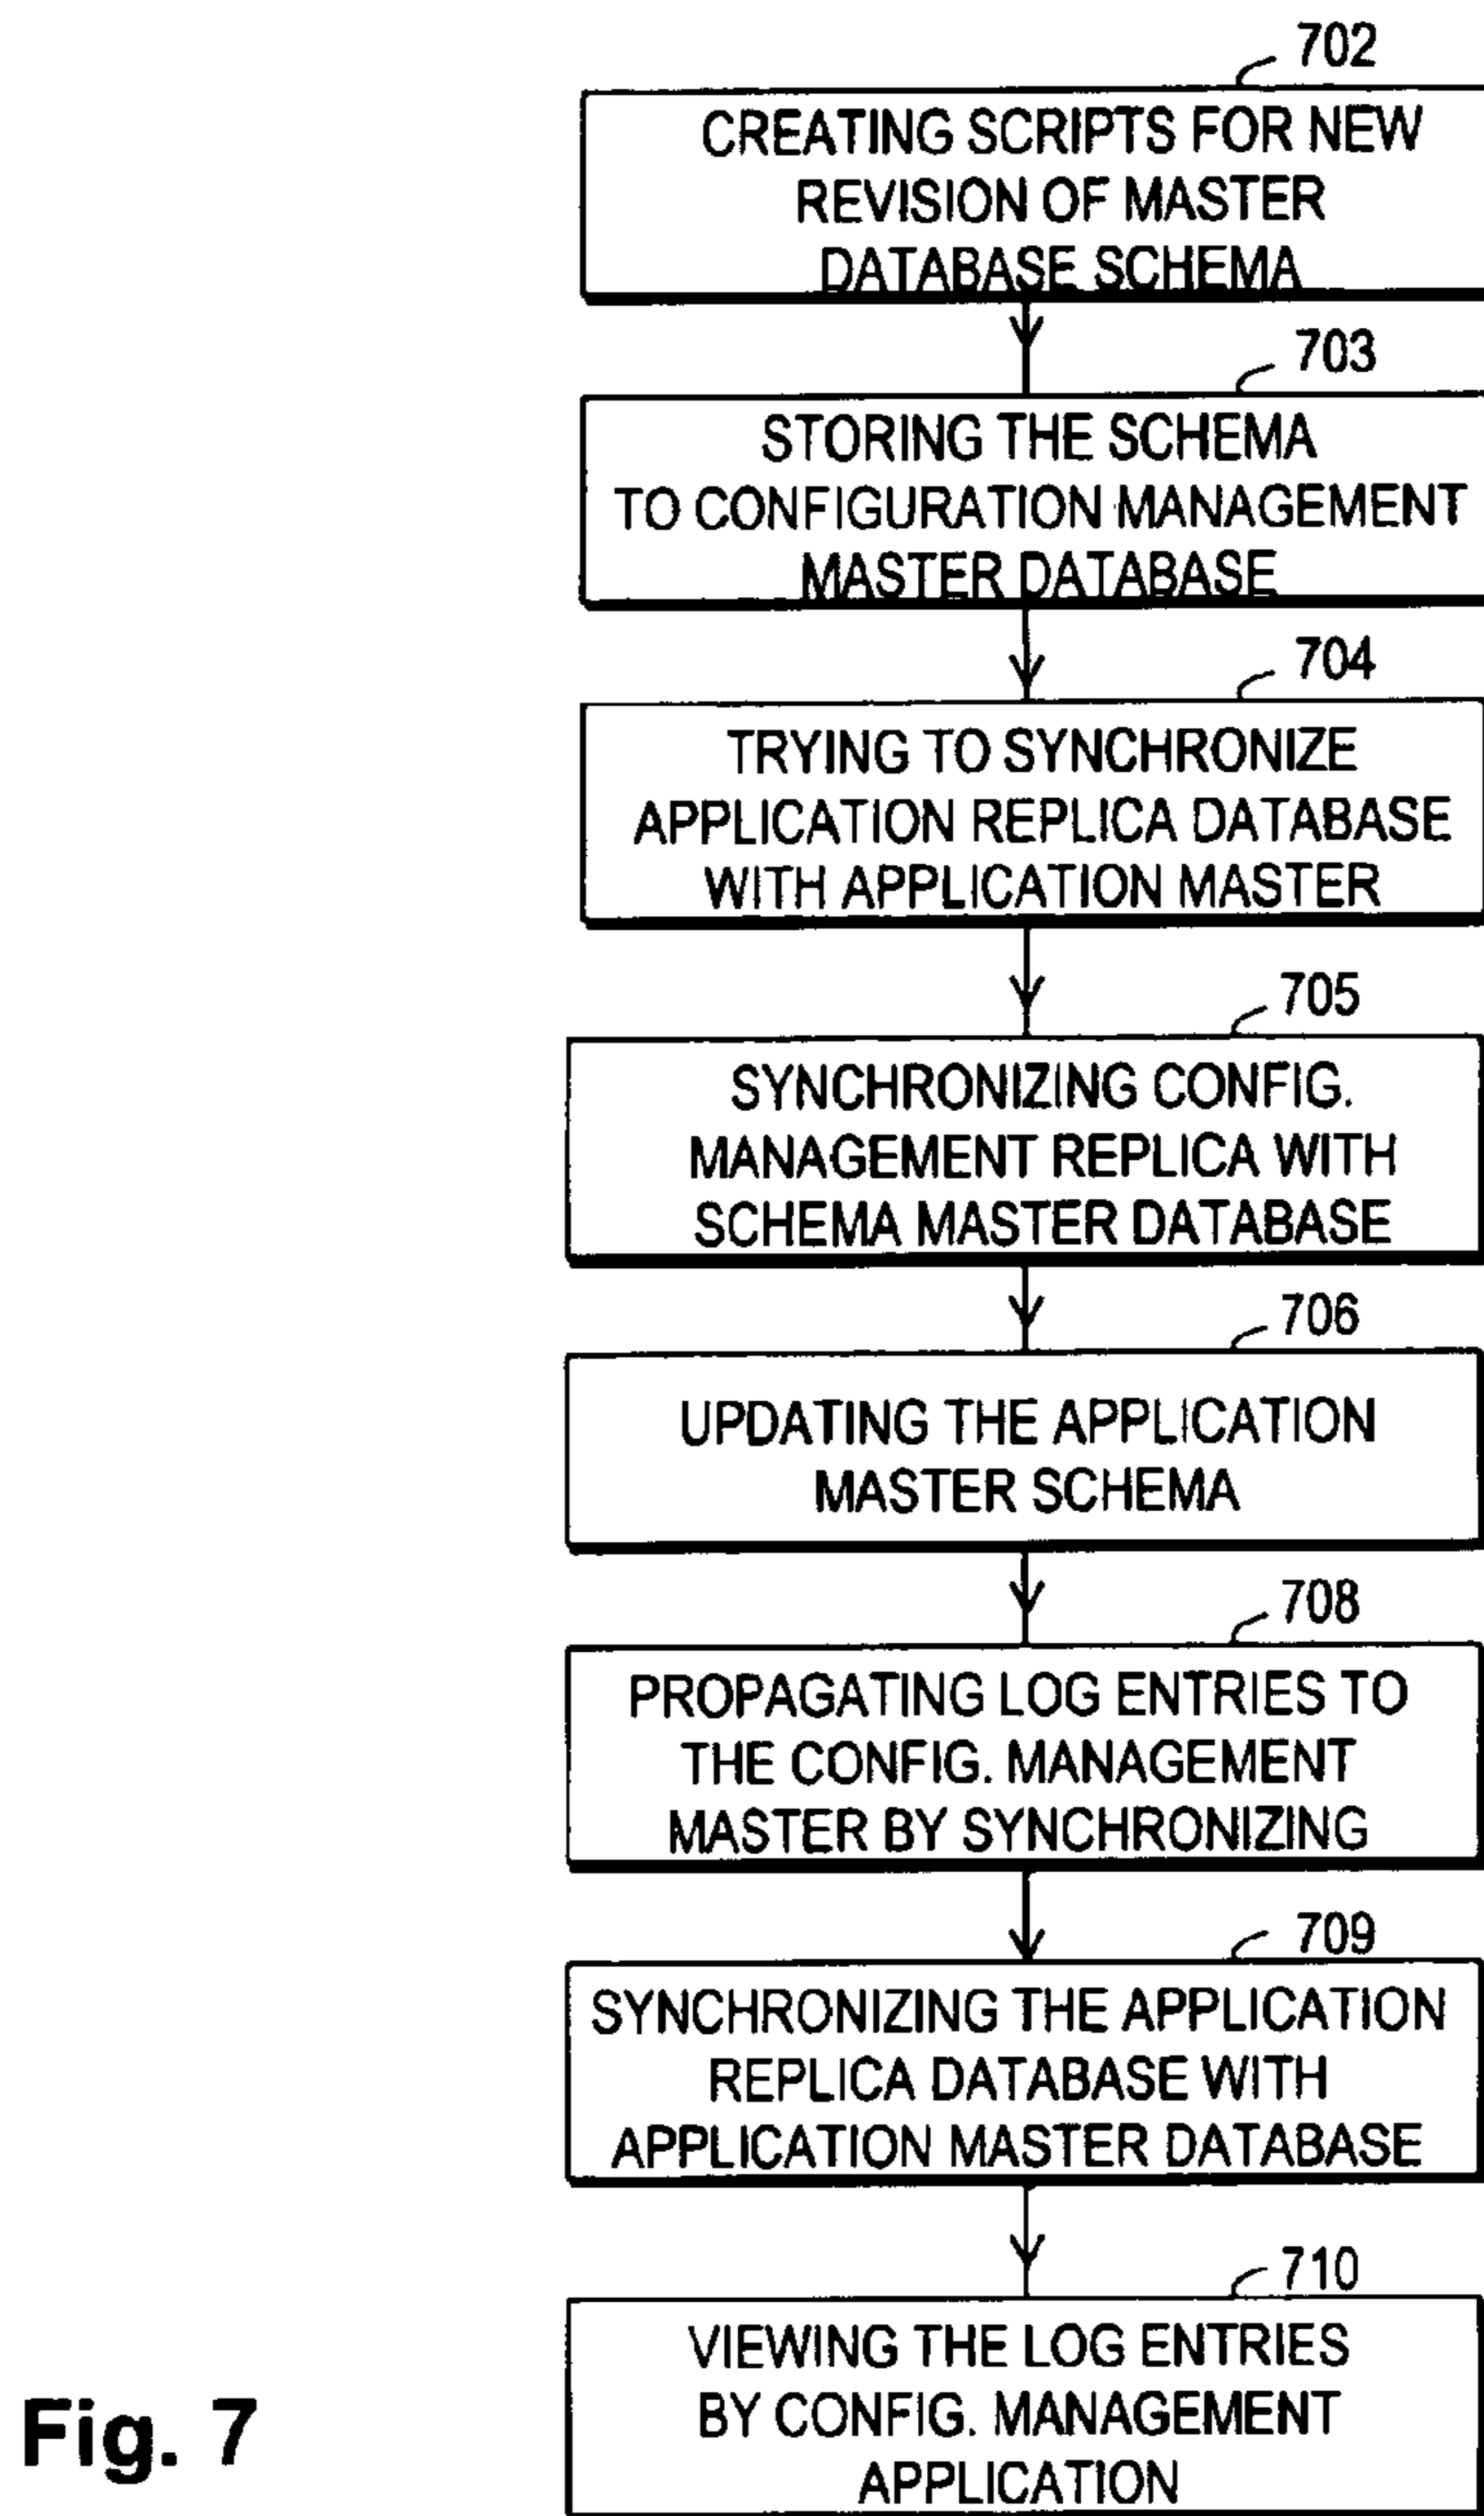 702
CREATING SCRIPTS FOR NEW
REVISION OF MASTER
DATABASE SCHEMA
703
STORING THE SCHEMA
TO CONFIGURATION MANAGEMENT
MASTER DATABASE
704
TRYING TO SYNCHRONIZE
APPLICATION REPLICA DATABASE
WITH APPLICATION MASTER
705
SYNCHRONIZING CONFIG.
MANAGEMENT REPLICA WITH
SCHEMA MASTER DATABASE
706
UPDATING THE APPLICATION
MASTER SCHEMA
708
PROPAGATING LOG ENTRIES TO
THE CONFIG. MANAGEMENT
MASTER BY SYNCHRONIZING
709
SYNCHRONIZING THE APPLICATION
REPLICA DATABASE WITH
APPLICATION MASTER DATABASE
710
VIEWING THE LOG ENTRIES
BY CONFIG. MANAGEMENT
APPLICATION
Fig. 7